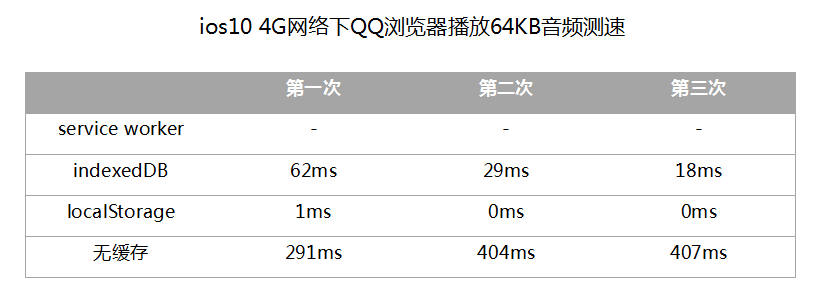 ios10 4G网络下QQ浏览器播放64KB音频测速
第一次 第二次 第三次
service worker - - -
indexedDB 62ms 29ms 18ms
localStorage 1ms 0ms 0ms
无缓存 291ms 404ms 407ms